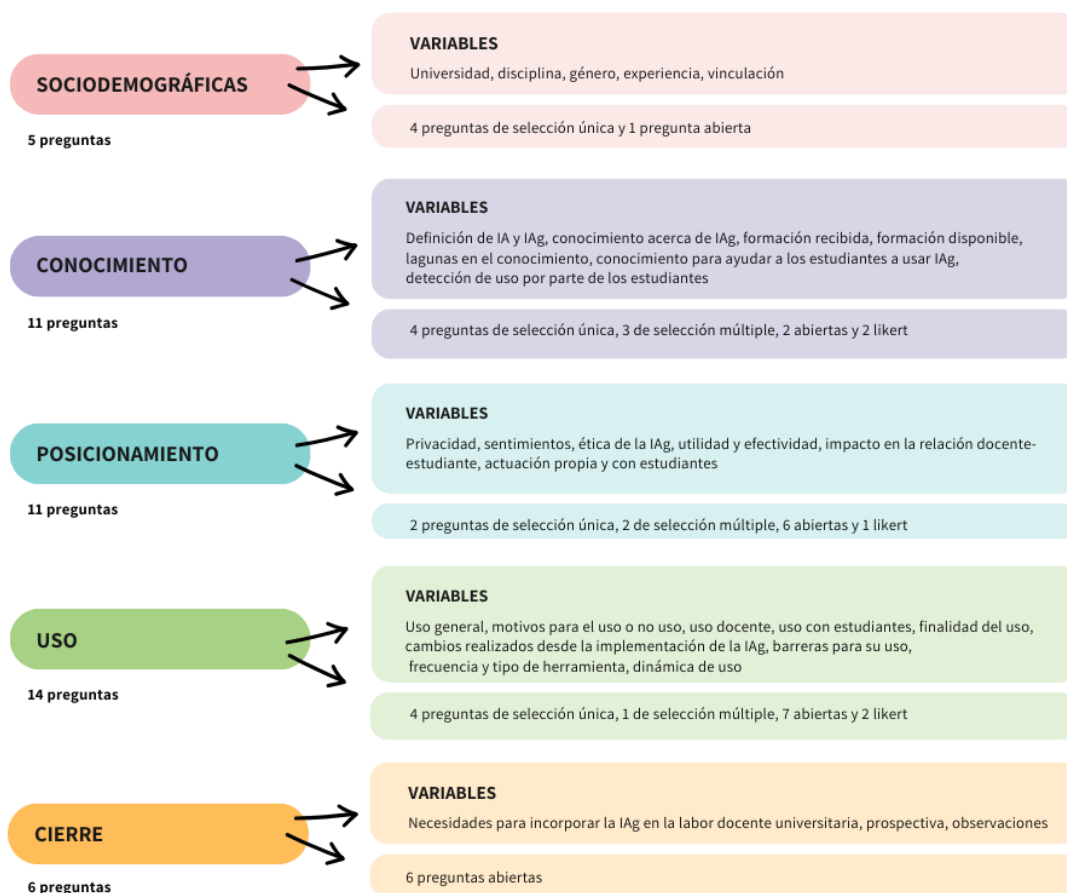 SOCIODEMOGRÁFICAS
5 preguntas
VARIABLES
Universidad, disciplina, género, experiencia, vinculación
4 preguntas de selección única y 1 pregunta abierta
CONOCIMIENTO
11 preguntas
VARIABLES
Definición de IA y IAg, conocimiento acerca de IAg, formación recibida, formación disponible,
lagunas en el conocimiento, conocimiento para ayudar a los estudiantes a usar IAg,
detección de uso por parte de los estudiantes
4 preguntas de selección única, 3 de selección múltiple, 2 abiertas y 2 likert
POSICIONAMIENTO
11 preguntas
VARIABLES
Privacidad, sentimientos, ética de la IAg, utilidad y efectividad, impacto en la relación docente-
estudiante, actuación propia y con estudiantes
2 preguntas de selección única, 2 de selección múltiple, 6 abiertas y 1 likert
USO
14 preguntas
VARIABLES
Uso general, motivos para el uso o no uso, uso docente, uso con estudiantes, finalidad del uso,
cambios realizados desde la implementación de la IAg, barreras para su uso,
frecuencia y tipo de herramienta, dinámica de uso
4 preguntas de selección única, 1 de selección múltiple, 7 abiertas y 2 likert
CIERRE
6 preguntas
VARIABLES
Necesidades para incorporar la IAg en la labor docente universitaria, prospectiva, observaciones
6 preguntas abiertas